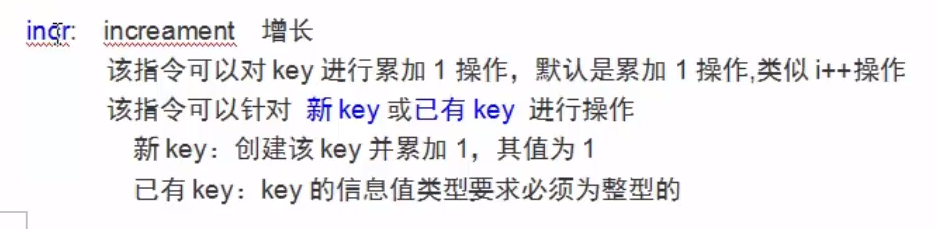 incr: increament 增长
该指令可以对 key 进行累加 1 操作，默认是累加 1 操作,类似 i++操作
该指令可以针对 新 key 或已有 key 进行操作
新 key：创建该 key 并累加 1，其值为 1
已有 key：key 的信息值类型要求必须为整型的